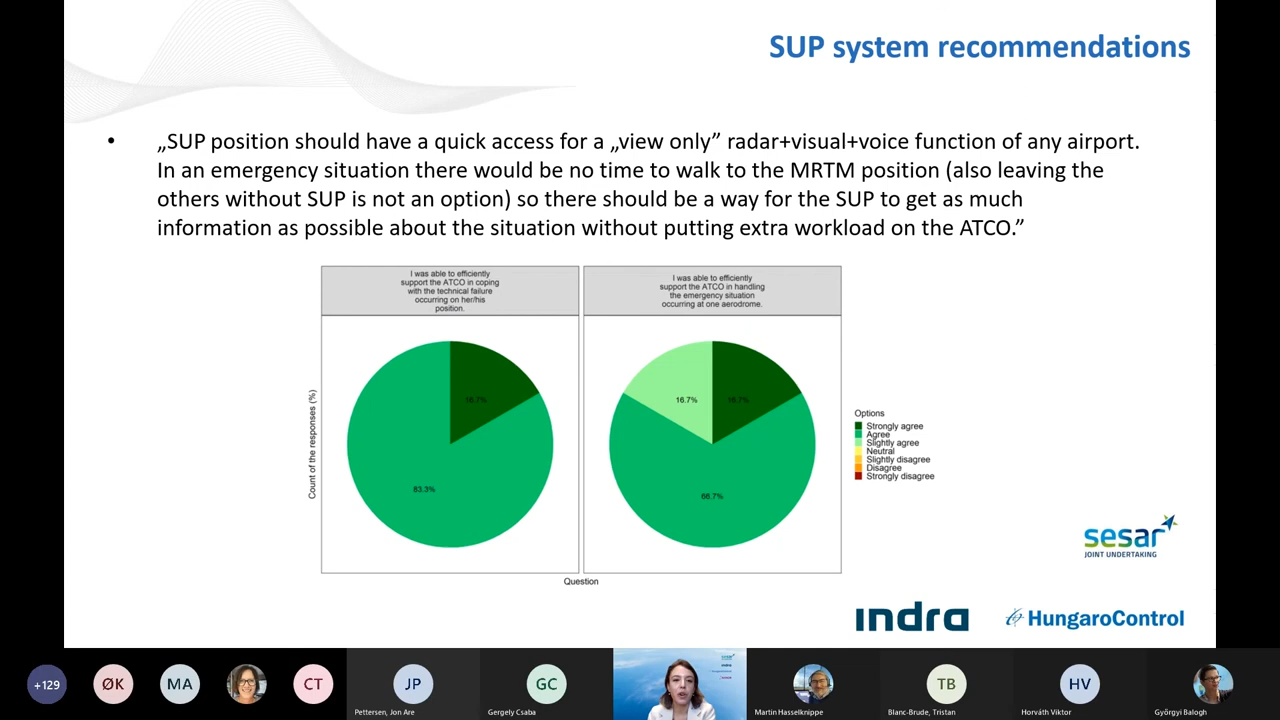 SUP system recommendations
• „SUP position should have a quick access for a „view only” radar+visual+voice function of any airport.
In an emergency situation there would be no time to walk to the MRTM position (also leaving the
others without SUP is not an option) so there should be a way for the SUP to get as much
information as possible about the situation without putting extra workload on the ATCO.”
I was able to efficiently
support the ATCO in coping
with the technical failure
occurring on her/his
position.
I was able to efficiently
support the ATCO in handling
the emergency situation
occurring at one aerodrome.
Count of the responses (%)
16.7%
83.3%
16.7%
16.7%
66.7%
Question
Options
Strongly agree
Agree
Slightly agree
Neutral
Slightly disagree
Disagree
Strongly disagree
sesar
JOINT UNDERTAKING
indra
HungaroControl
+129
ØK
MA
CT
JP
Pettersen, Jon Are
GC
Gergely Csaba
Martin Hasselknippe
TB
Blanc-Brude, Tristan
HV
Horváth Viktor
Györgyi Balogh